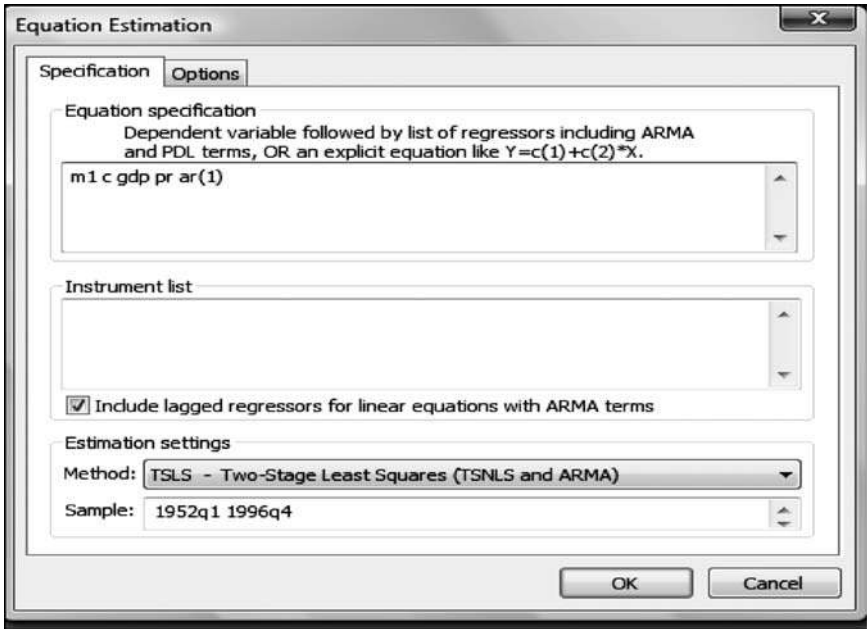 Equation Estimation
Specification Options
Equation specification
Dependent variable followed by list of regressors including ARMA
and PDL terms, OR an explicit equation like Y=c(1)+c(2)*X.
m1 c gdp pr ar(1)
Instrument list
Include lagged regressors for linear equations with ARMA terms
Estimation settings
Method: TSLS - Two-Stage Least Squares (TSNLS and ARMA)
Sample: 1952q1 1996q4
OK Cancel